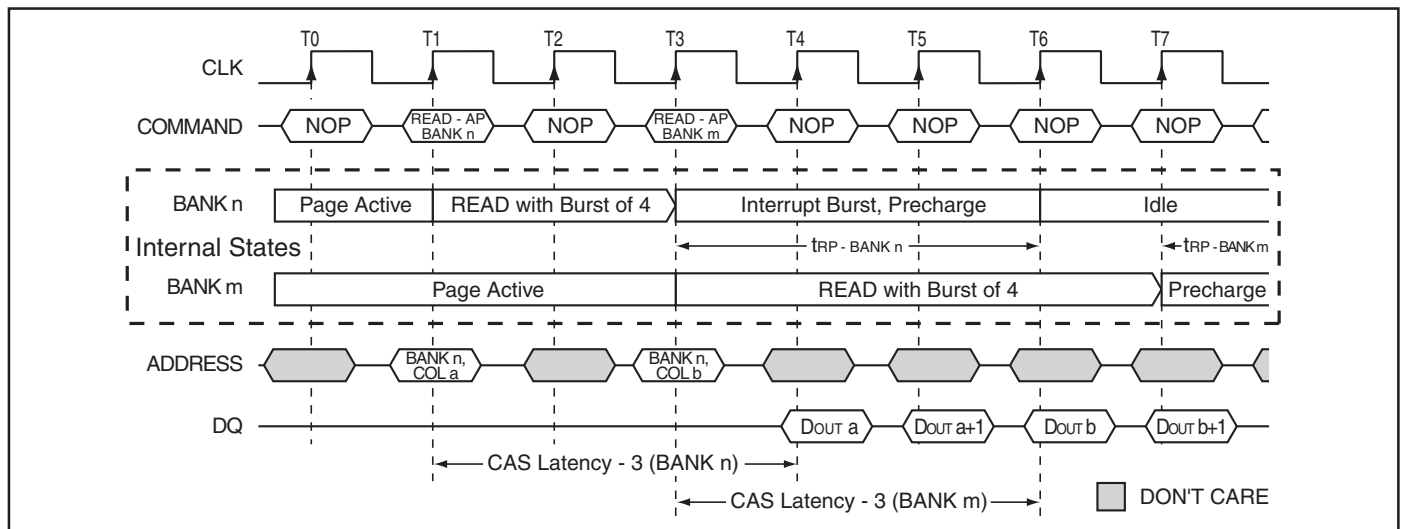 T0 T1 T2 T3 T4 T5 T6 T7
CLK
COMMAND NOP READ - AP BANK n NOP READ - AP BANK m NOP NOP NOP NOP
BANK n Page Active READ with Burst of 4 Interrupt Burst, Precharge Idle
Internal States tRP - BANK n tRP - BANK m
BANK m Page Active READ with Burst of 4 Precharge
ADDRESS BANK n, COL a BANK n, COL b
DQ DOUT a DOUT a+1 DOUT b DOUT b+1
CAS Latency - 3 (BANK n)
CAS Latency - 3 (BANK m) DON'T CARE